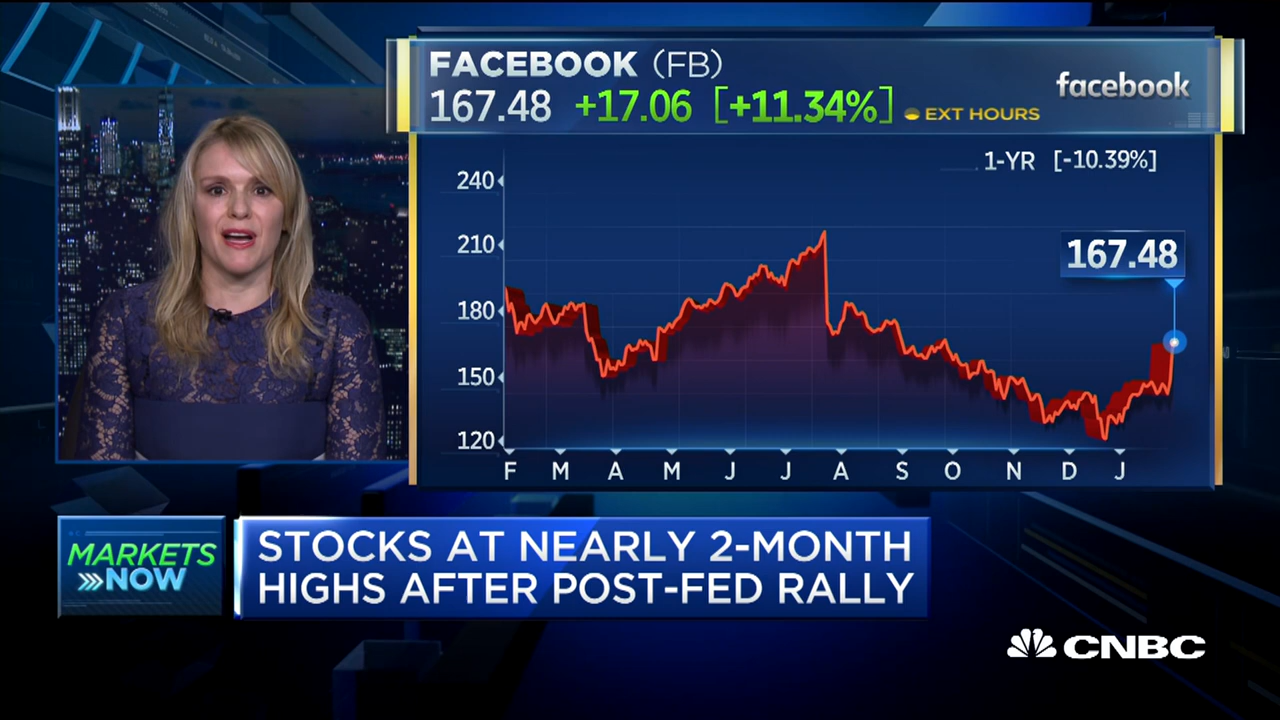 FACEBOOK (FB)
167.48 +17.06 [+11.34%] EXT HOURS
facebook
1-YR [-10.39%]
240
210
180
150
120
167.48
F M A M J J A S O N D J
MARKETS
NOW
STOCKS AT NEARLY 2-MONTH
HIGHS AFTER POST-FED RALLY
CNBC